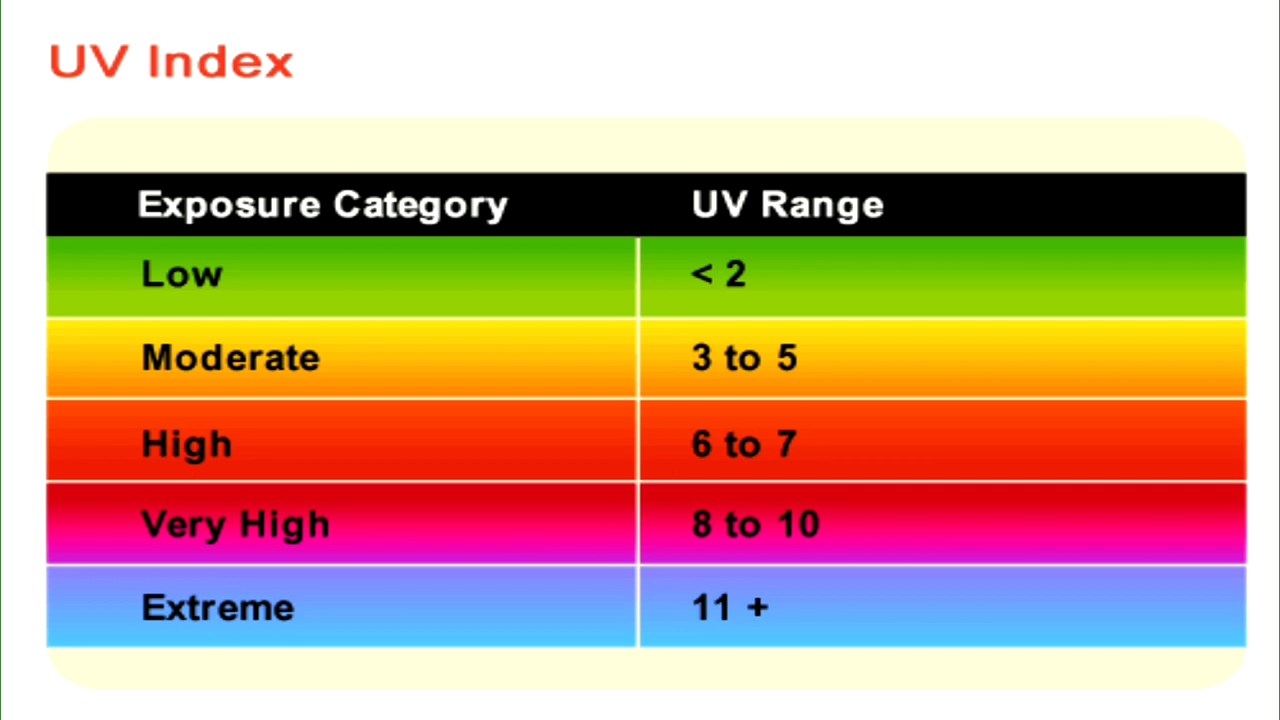 UV Index
Exposure Category UV Range
Low < 2
Moderate 3 to 5
High 6 to 7
Very High 8 to 10
Extreme 11 +